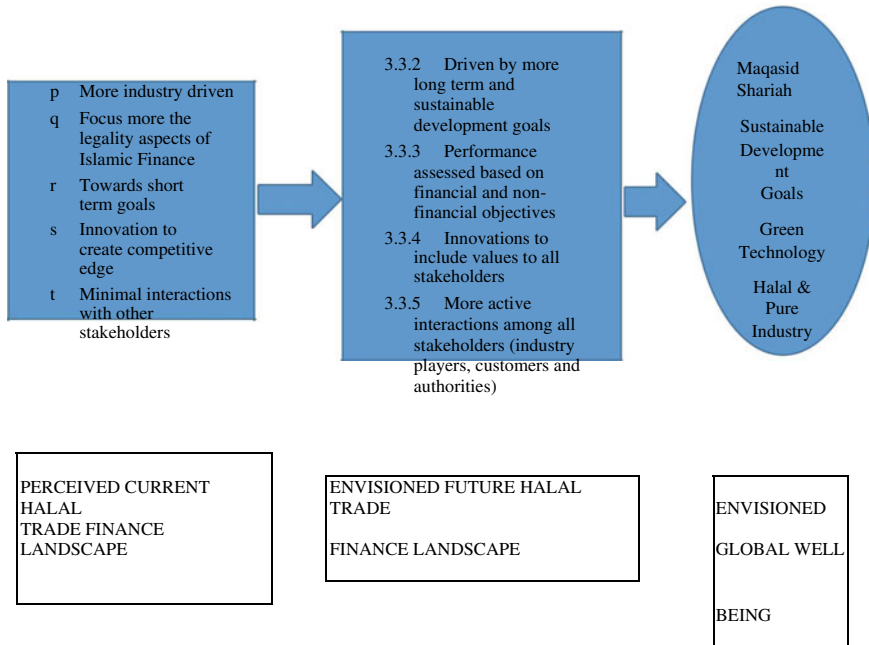 p More industry driven
q Focus more the
legality aspects of
Islamic Finance
r Towards short
term goals
s Innovation to
create competitive
edge
t Minimal interactions
with other
stakeholders
3.3.2 Driven by more
long term and
sustainable
development goals
3.3.3 Performance
assessed based on
financial and non-
financial objectives
3.3.4 Innovations to
include values to all
stakeholders
3.3.5 More active
interactions among all
stakeholders (industry
players, customers and
authorities)
Maqasid
Shariah
Sustainable
Developme
nt
Goals
Green
Technology
Halal &
Pure
Industry
PERCEIVED CURRENT
HALAL
TRADE FINANCE
LANDSCAPE
ENVISIONED FUTURE HALAL
TRADE
FINANCE LANDSCAPE
ENVISIONED
GLOBAL WELL
BEING